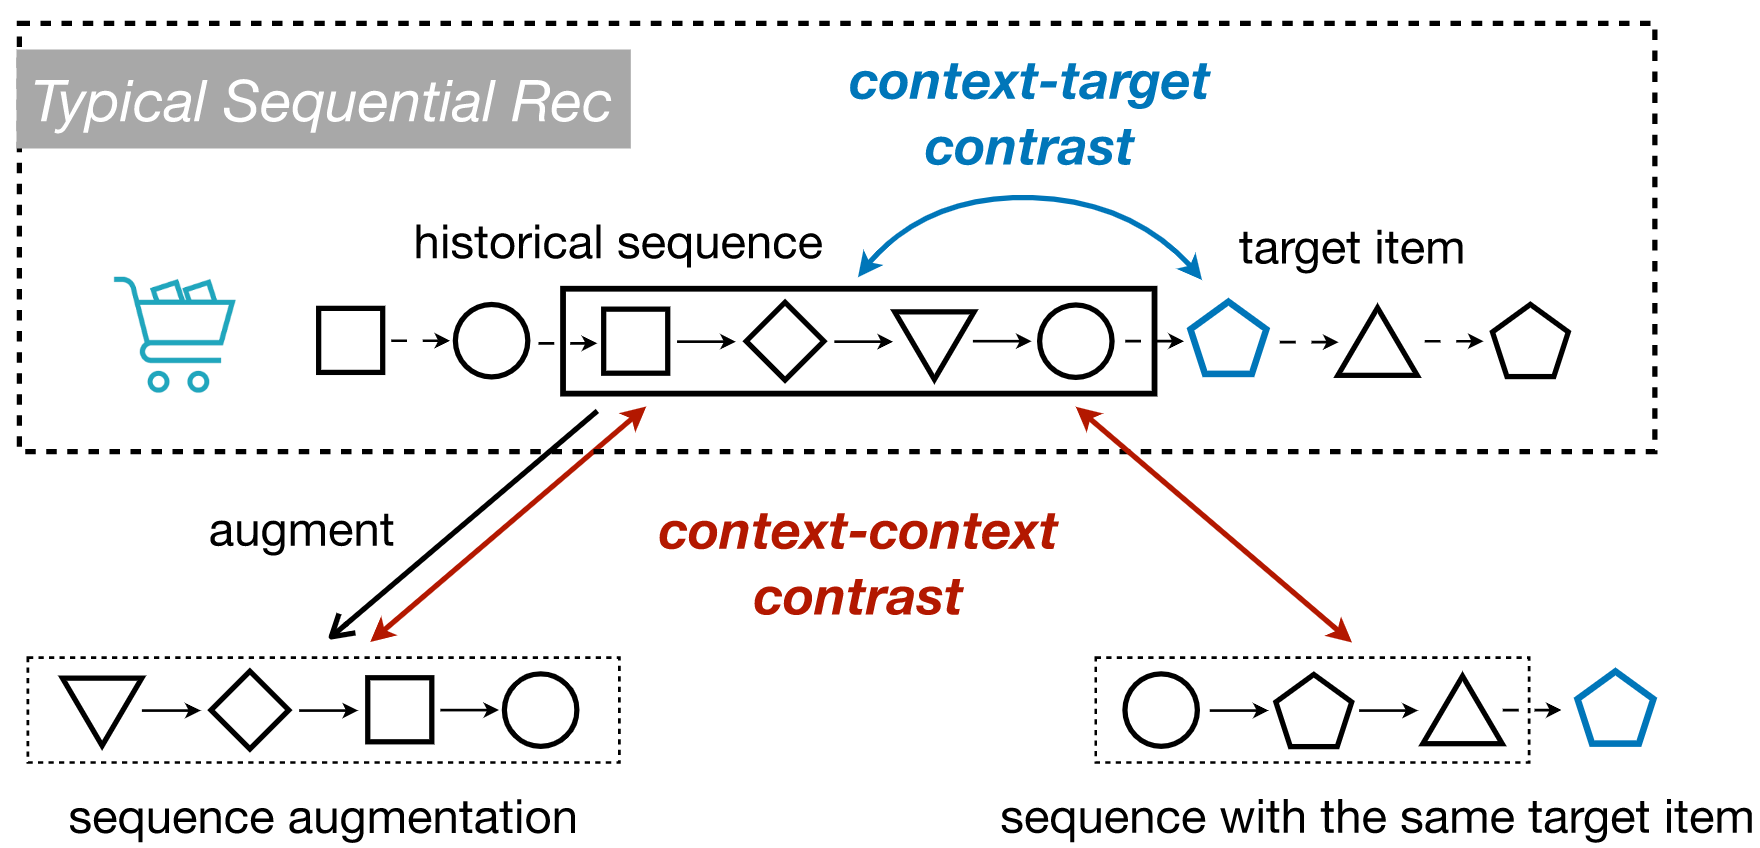 Typical Sequential Rec
context-target
contrast
historical sequence
target item
augment
context-context
contrast
sequence augmentation
sequence with the same target item